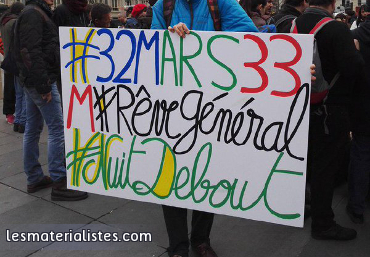 #32MARS33
M#Rêvegénéral
#NuitDebout
lesmaterialistes.com